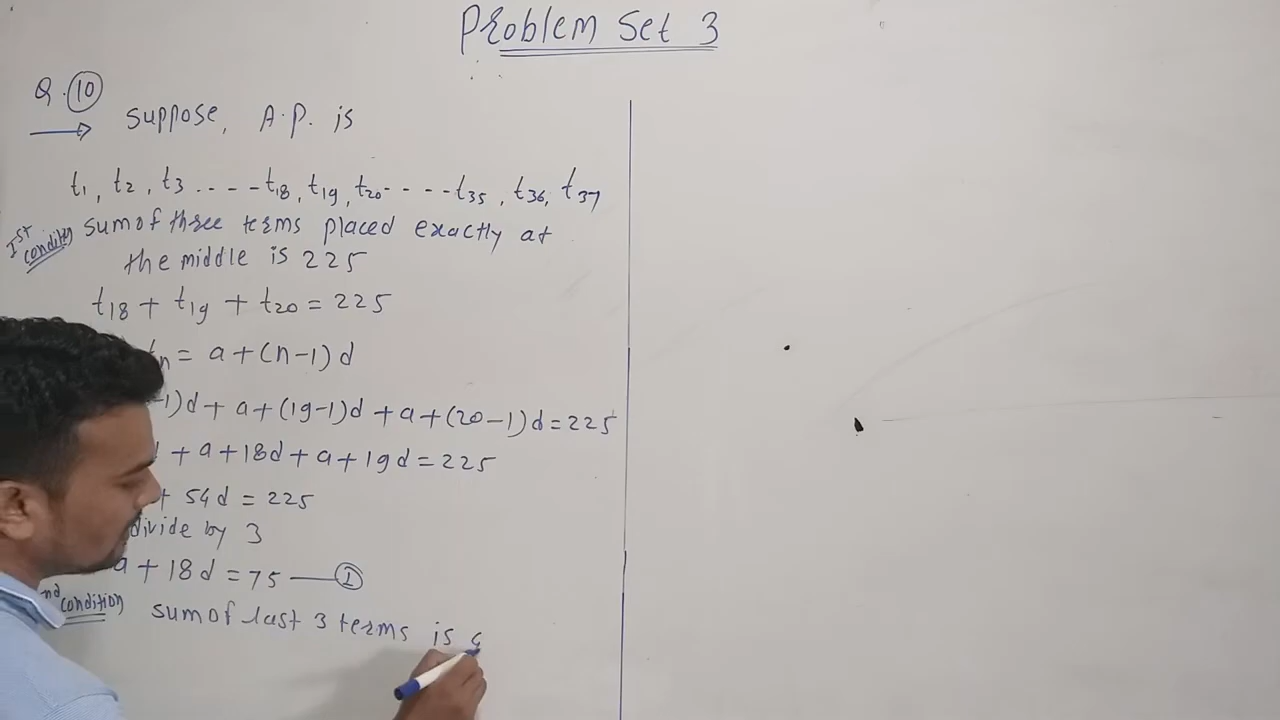 Problem Set 3
Q. 10
Suppose, A.P. is
t1, t2, t3 ....- t18, t19, t20 - - - - t35, t36, t37
Ist condition sum of three terms placed exactly at
the middle is 225
t18 + t19 + t20 = 225
tn = a + (n-1) d
-1)d + a + (19-1)d + a + (20-1)d = 225
+ a + 18d + a + 19d = 225
+ 54d = 225
divide by 3
a + 18d = 75 — I
nd condition sum of last 3 terms is